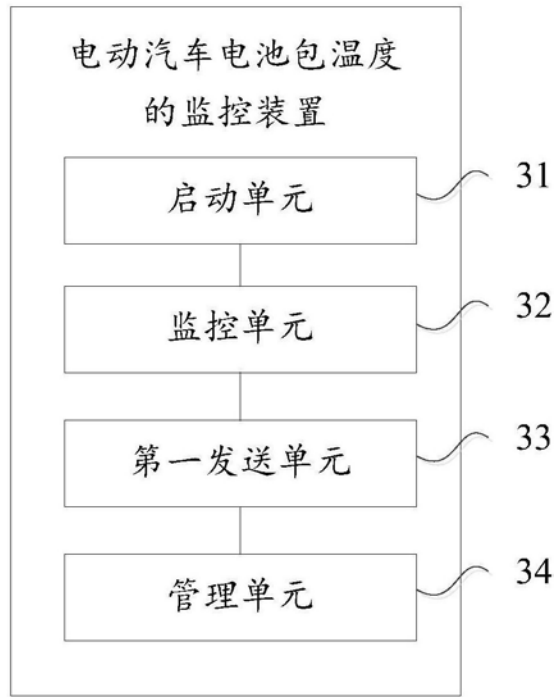 电动汽车电池包温度
的监控装置
启动单元
31
监控单元
32
第一发送单元
33
管理单元
34